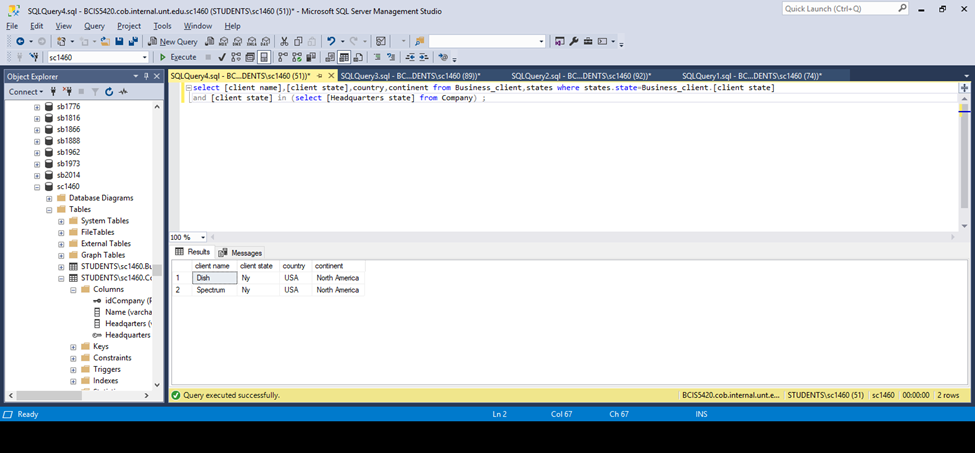 SQLQuery4.sql - BCIS5420.cob.internal.unt.edu.sc1460 (STUDENTS\sc1460 (51))* - Microsoft SQL Server Management Studio
Quick Launch (Ctrl+Q)
File Edit View Query Project Tools Window Help
New Query
sc1460
Execute
Object Explorer
SQLQuery4.sql - BC...DENTS\sc1460 (51))* SQLQuery3.sql - BC...DENTS\sc1460 (89))* SQLQuery2.sql - BC...DENTS\sc1460 (92))* SQLQuery1.sql - BC...DENTS\sc1460 (74))*
Connect
select [client name],[client state],country,continent from Business_client,states where states.state=Business_client.[client state]
and [client state] in (select [Headquarters state] from Company) ;
sb1776
sb1816
sb1866
sb1888
sb1962
sb1973
sb2014
sc1460
Database Diagrams
Tables
System Tables
FileTables
External Tables
Graph Tables
STUDENTS\sc1460.Bu
STUDENTS\sc1460.Co
Columns
idCompany (P
Name (varcha
Headqarters (v
Headquarters
Keys
Constraints
Triggers
Indexes
100 %
Results Messages
client name client state country continent
1 Dish Ny USA North America
2 Spectrum Ny USA North America
Query executed successfully. BCIS5420.cob.internal.unt.e... STUDENTS\sc1460 (51) sc1460 00:00:00 2 rows
Ready Ln 2 Col 67 Ch 67 INS